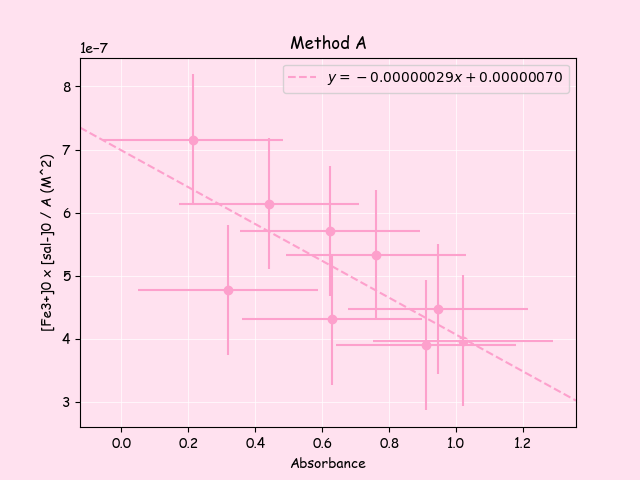 Method A
1e−7
y = − 0.00000029x + 0.00000070
8
7
6
5
4
3
[Fe3+]0 x [sal-]0 / A (M^2)
0.0 0.2 0.4 0.6 0.8 1.0 1.2
Absorbance